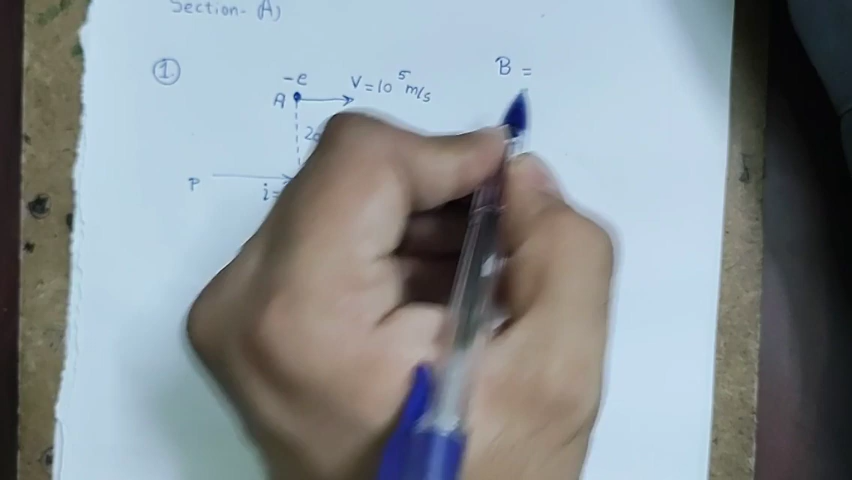 Section- (A)
①
-e
A V=10⁵ m/s
B =
P
i=